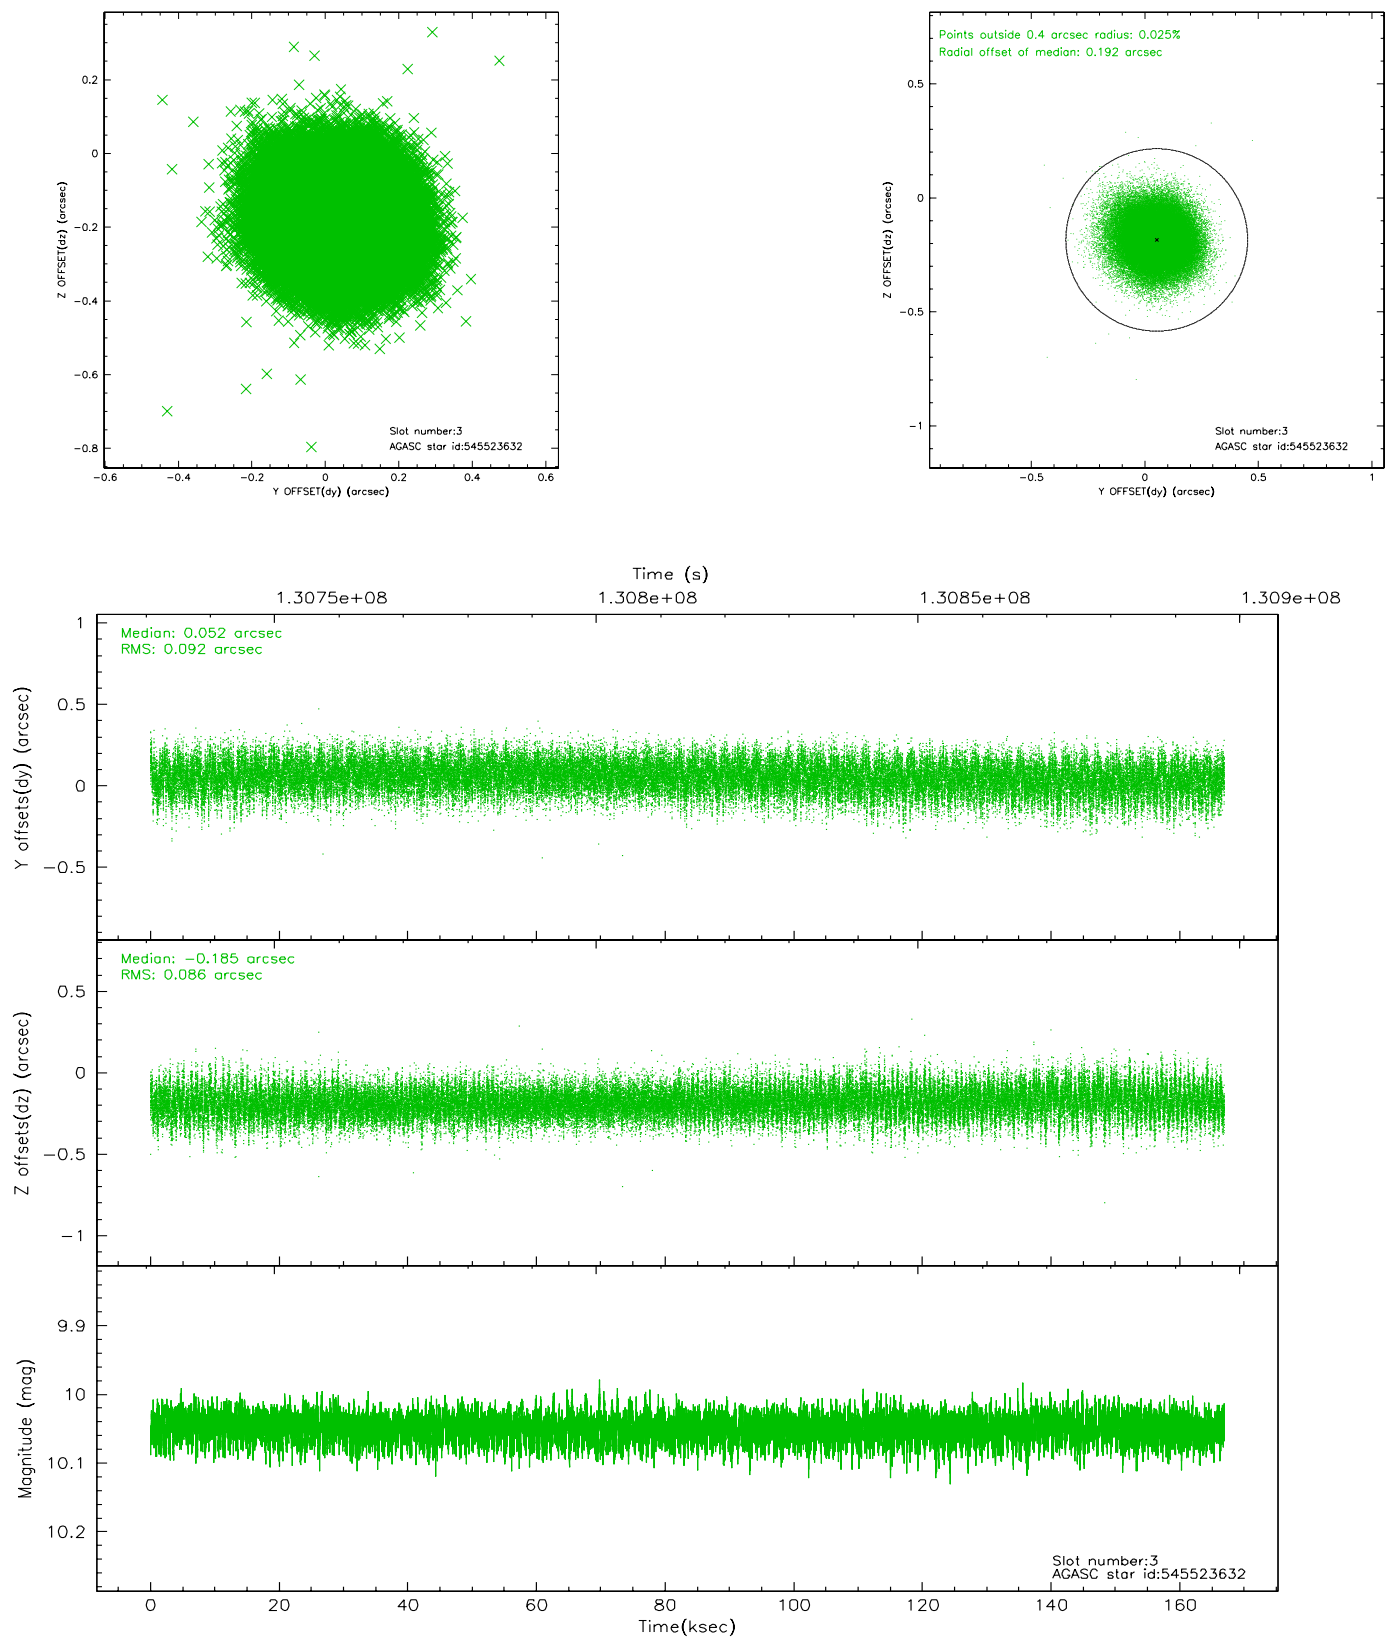 0.2
0
−0.2
−0.4
−0.6
−0.8
Z OFFSET(dz) (arcsec)
Slot number:3
AGASC star id:545523632
−0.6 −0.4 −0.2 0 0.2 0.4 0.6
Y OFFSET(dy) (arcsec)
Points outside 0.4 arcsec radius: 0.025%
Radial offset of median: 0.192 arcsec
0.5
0
−0.5
−1
Z OFFSET(dz) (arcsec)
Slot number:3
AGASC star id:545523632
−0.5 0 0.5 1
Y OFFSET(dy) (arcsec)
Time (s)
1.3075e+08 1.308e+08 1.3085e+08 1.309e+08
Median: 0.052 arcsec
RMS: 0.092 arcsec
1
0.5
0
−0.5
Y offsets(dy) (arcsec)
Median: −0.185 arcsec
RMS: 0.086 arcsec
0.5
0
−0.5
−1
Z offsets(dz) (arcsec)
9.9
10
10.1
10.2
Magnitude (mag)
Slot number:3
AGASC star id:545523632
0 20 40 60 80 100 120 140 160
Time(ksec)